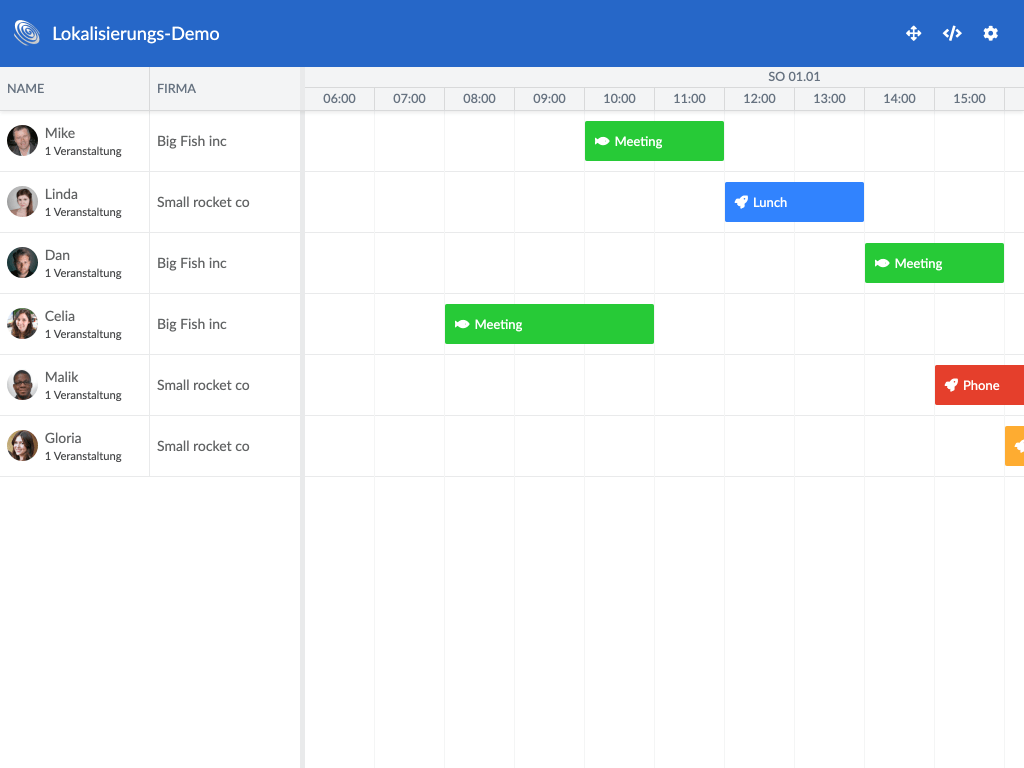 Lokalisierungs-Demo
NAME
FIRMA
SO 01.01
06:00
07:00
08:00
09:00
10:00
11:00
12:00
13:00
14:00
15:00
Mike
1 Veranstaltung
Big Fish inc
Meeting
Linda
1 Veranstaltung
Small rocket co
Lunch
Dan
1 Veranstaltung
Big Fish inc
Meeting
Celia
1 Veranstaltung
Big Fish inc
Meeting
Malik
1 Veranstaltung
Small rocket co
Phone
Gloria
1 Veranstaltung
Small rocket co